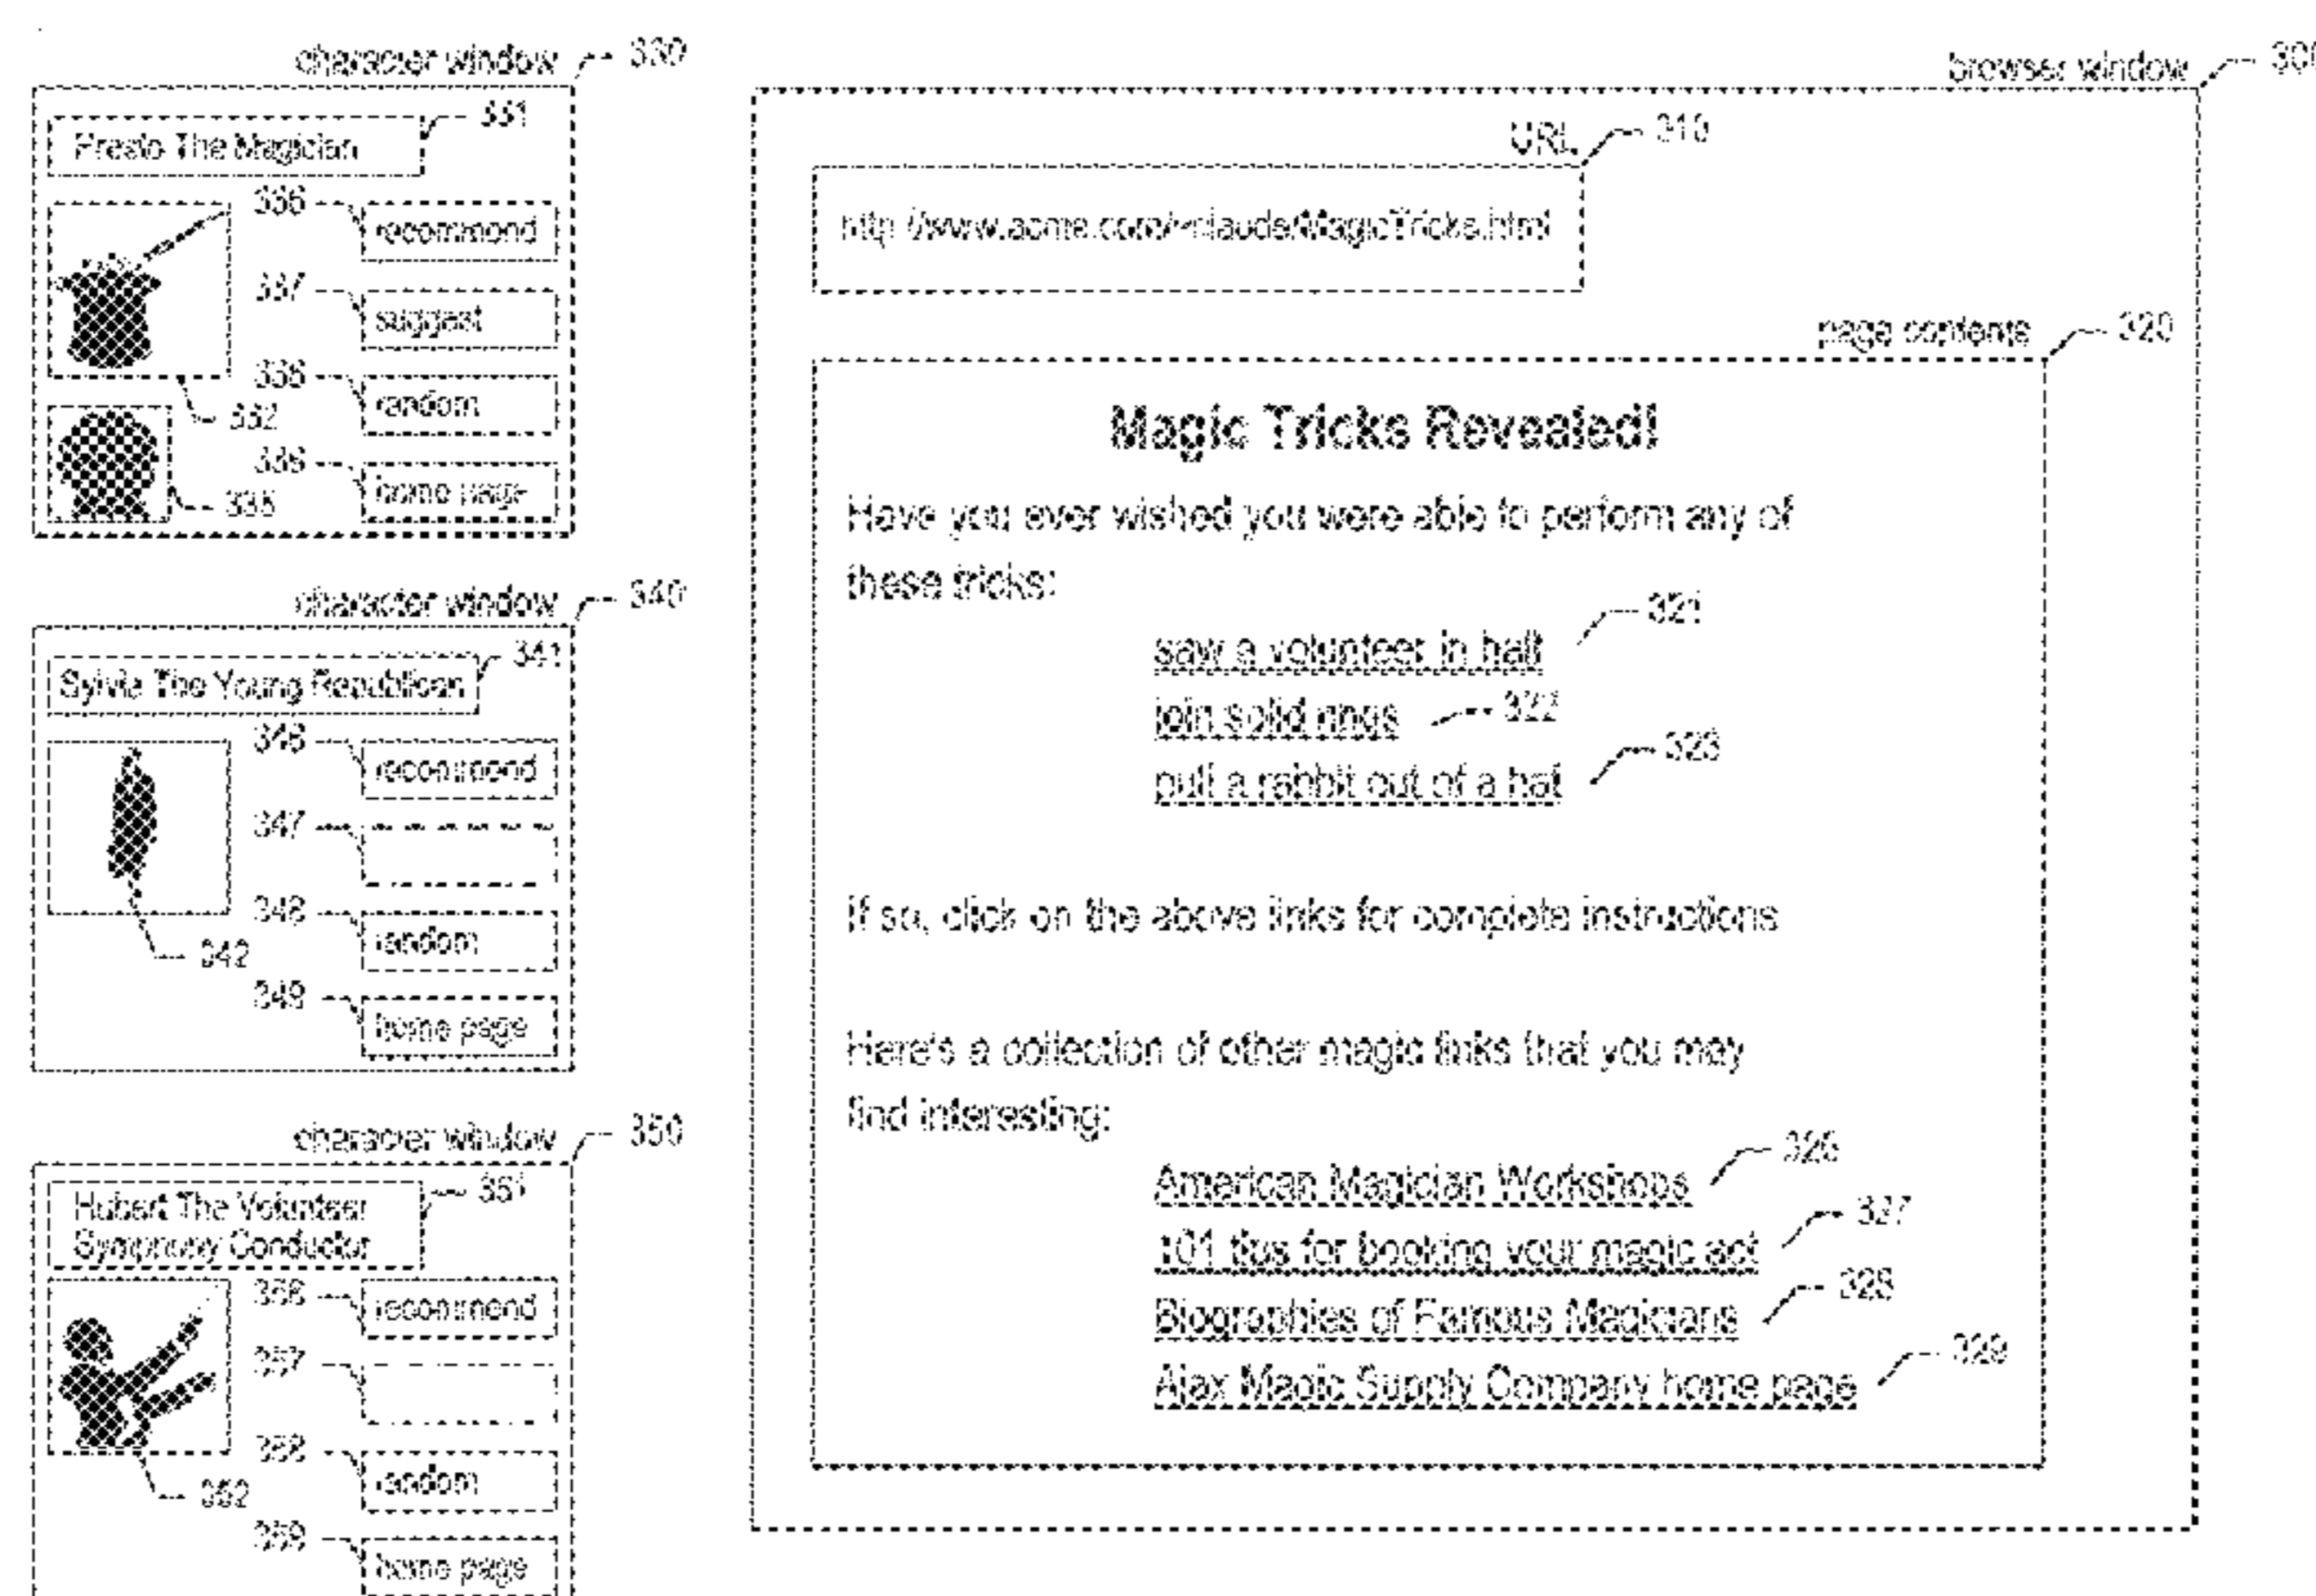 character window 330
Presto The Magician 331
336 recommend
337 suggest
338 random
332
339 home page
335
character window 340
Sylvia The Young Republican 341
346 recommend
347
348 random
342
349 home page
character window 350
Hubert The Volunteer 351
Symphony Conductor
356 recommend
357
358 random
352
359 home page
browser window 300
URL 310
http://www.acme.com/~claude/MagicTricks.html
page contents 320
Magic Tricks Revealed!
Have you ever wished you were able to perform any of
these tricks:
saw a volunteer in half 321
join solid rings 322
pull a rabbit out of a hat 323
If so, click on the above links for complete instructions
Here's a collection of other magic links that you may
find interesting:
American Magician Workshops 326
101 tips for booking your magic act 327
Biographies of Famous Magicians 328
Ajax Magic Supply Company home page 329